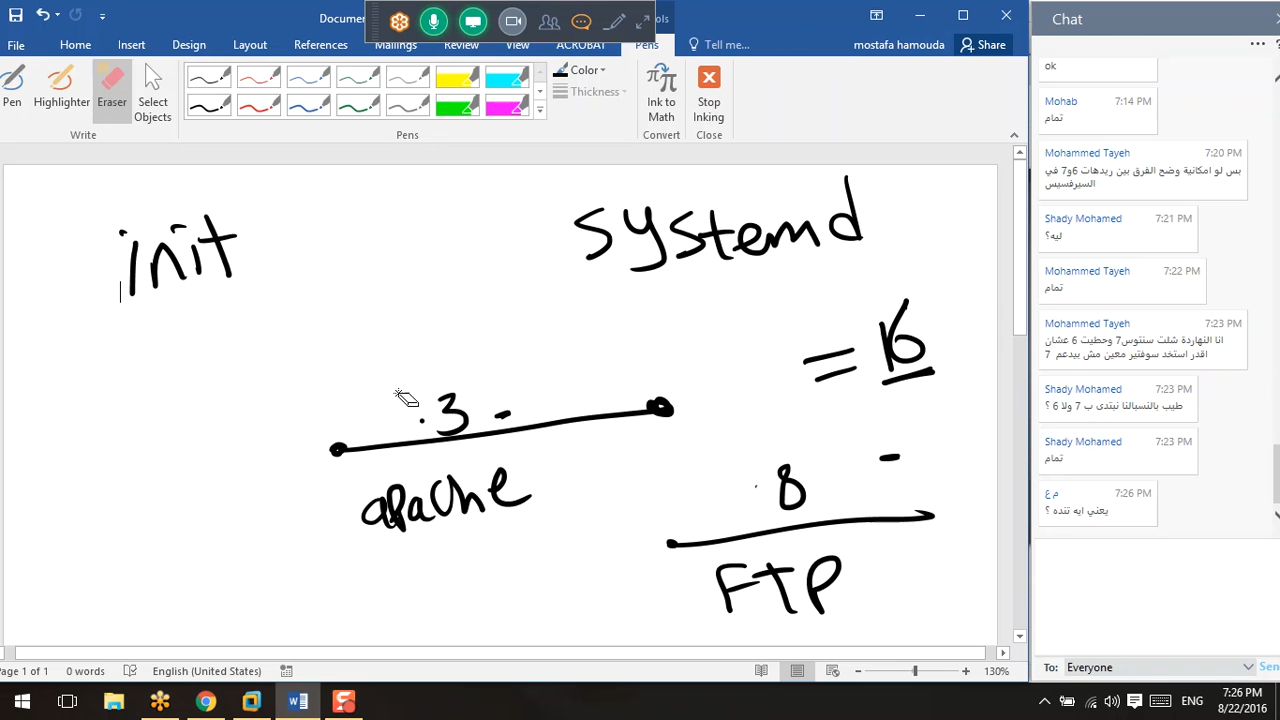 Docume
ols
File
Home
Insert
Design
References
Mailings
Review
View
ACROBAT
Pens
Tell me...
mostafa hamouda
Share
Pen
Highlighter
Eraser
Select
Objects
Color
Thickness
Ink to
Math
Stop
Inking
Write
Pens
Convert
Close
init
systemd
= 16
3 -
apache
8
-
FTP
Chat
ok
Mohab 7:14 PM
تمام
Mohammed Tayeh 7:20 PM
بس لو امكانية وضع الفرق بين ريدهات 6و7 في
السيرفسيس
Shady Mohamed 7:21 PM
ليه؟
Mohammed Tayeh 7:22 PM
تمام
Mohammed Tayeh 7:23 PM
انا النهاردة شلت سنتوس7 وحطيت 6 عشان
اقدر استخد سوفتير معين مش بيدعم 7
Shady Mohamed 7:23 PM
طيب بالنسبالنا نبتدى ب 7 ولا 6 ؟
Shady Mohamed 7:23 PM
تمام
م ع 7:26 PM
يعني ايه تنده ؟
To: Everyone
Sen
Page 1 of 1
0 words
English (United States)
130%
ENG
7:26 PM
8/22/2016